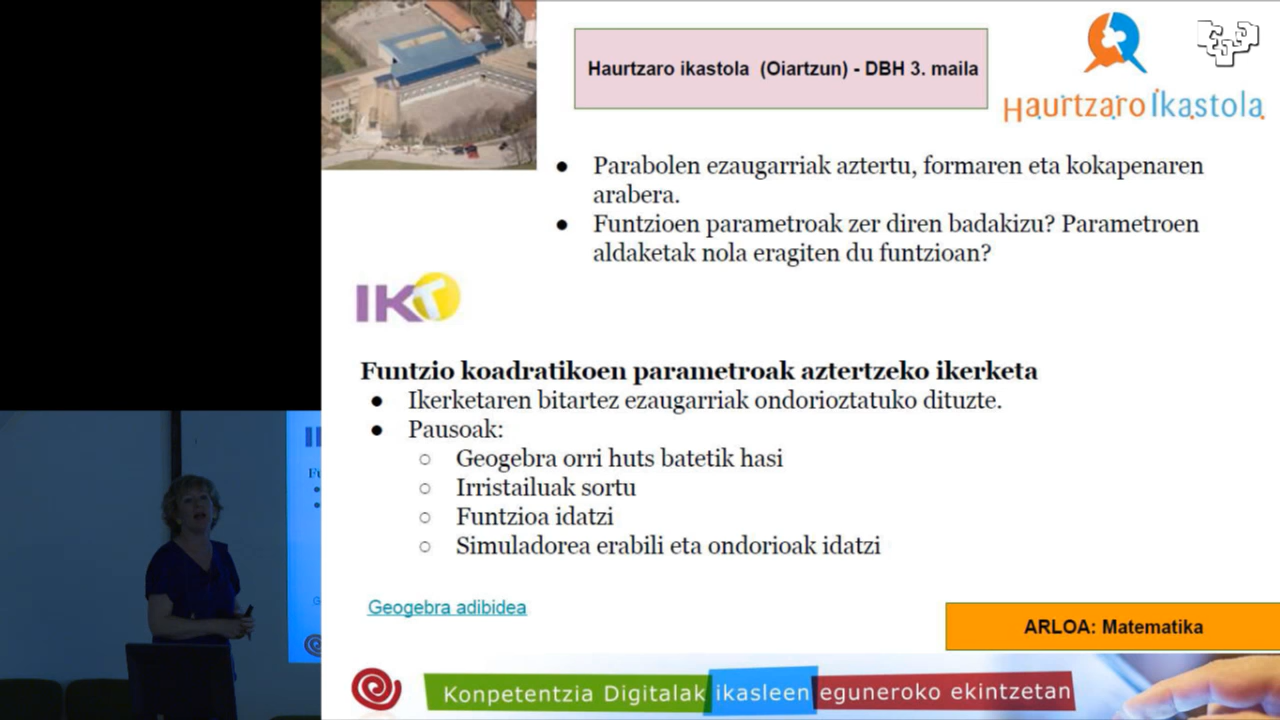 Haurtzaro ikastola (Oiartzun) - DBH 3. maila
Haurtzaro Ikastola
Parabolen ezaugarriak aztertu, formaren eta kokapenaren
arabera.
Funtzioen parametroak zer diren badakizu? Parametroen
aldaketak nola eragiten du funtzioan?
IKT
Funtzio koadratikoen parametroak aztertzeko ikerketa
Ikerketaren bitartez ezaugarriak ondorioztatuko dituzte.
Pausoak:
Geogebra orri huts batetik hasi
Irristailuak sortu
Funtzioa idatzi
Simuladorea erabili eta ondorioak idatzi
Geogebra adibidea
ARLOA: Matematika
Konpetentzia Digitalak ikasleen eguneroko ekintzetan